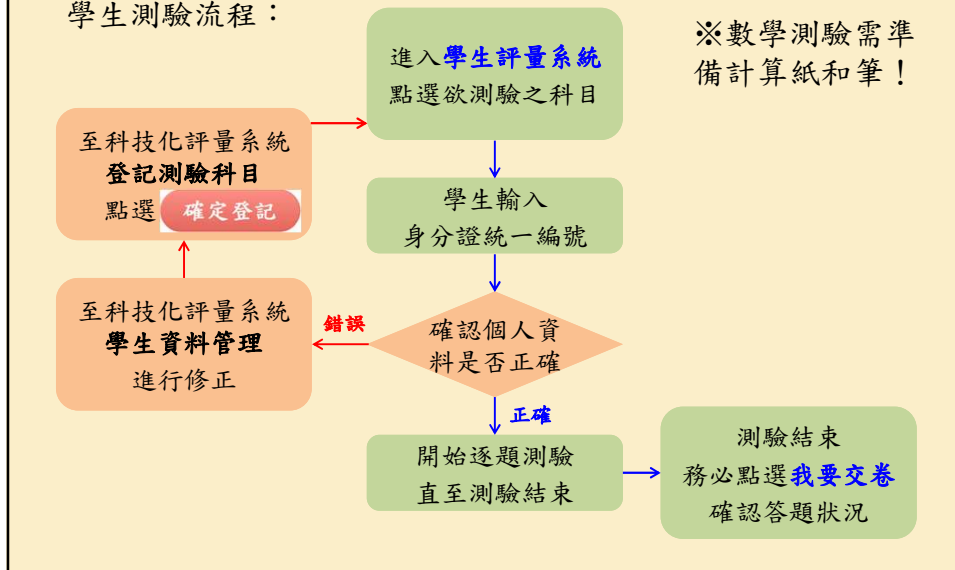 學生測驗流程：
※數學測驗需準
備計算紙和筆！
進入學生評量系統
點選欲測驗之科目
至科技化評量系統
登記測驗科目
點選 確定登記
學生輸入
身分證統一編號
至科技化評量系統
學生資料管理
進行修正
錯誤
確認個人資
料是否正確
正確
開始逐題測驗
直至測驗結束
測驗結束
務必點選我要交卷
確認答題狀況